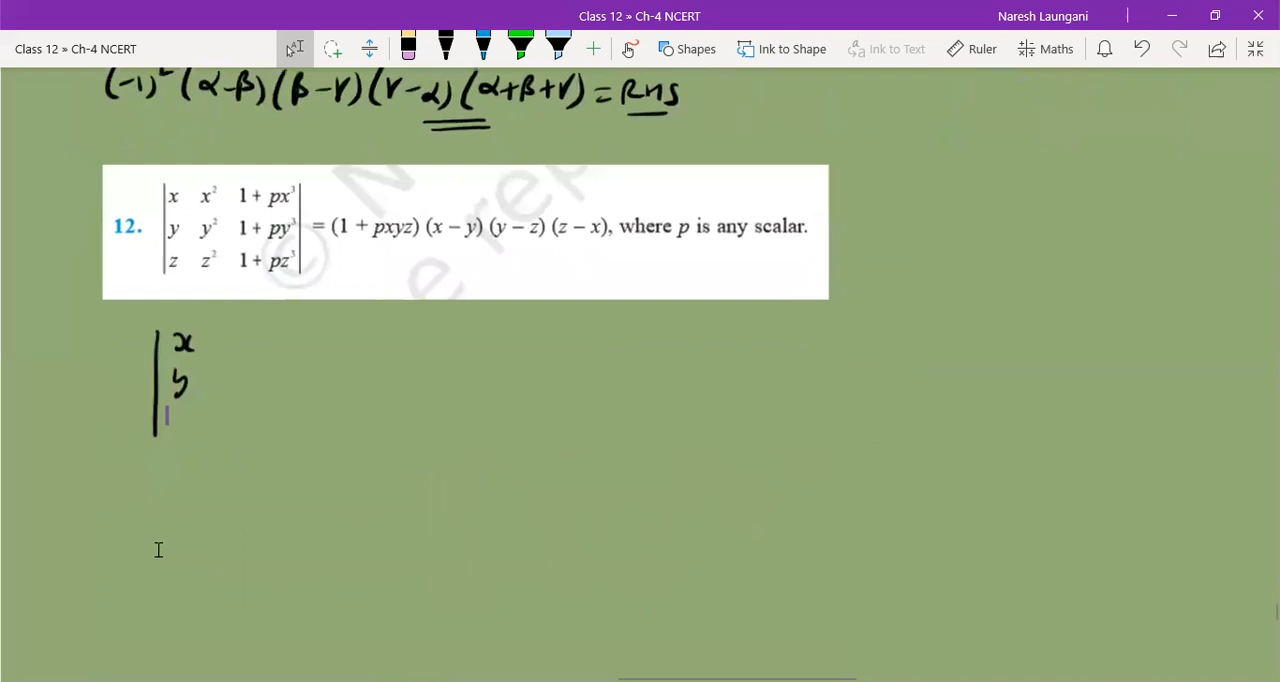 Class 12 » Ch-4 NCERT
Naresh Laungani
Class 12 » Ch-4 NCERT
Shapes
Ink to Shape
Ink to Text
Ruler
Maths
(-1)² (α-β)(β-γ)(γ-α)(α+β+γ) = RHS
12. | x x² 1 + px³ |
| y y² 1 + py³ | = (1 + pxyz) (x – y) (y – z) (z – x), where p is any scalar.
| z z² 1 + pz³ |
© N
e rep
| x
y